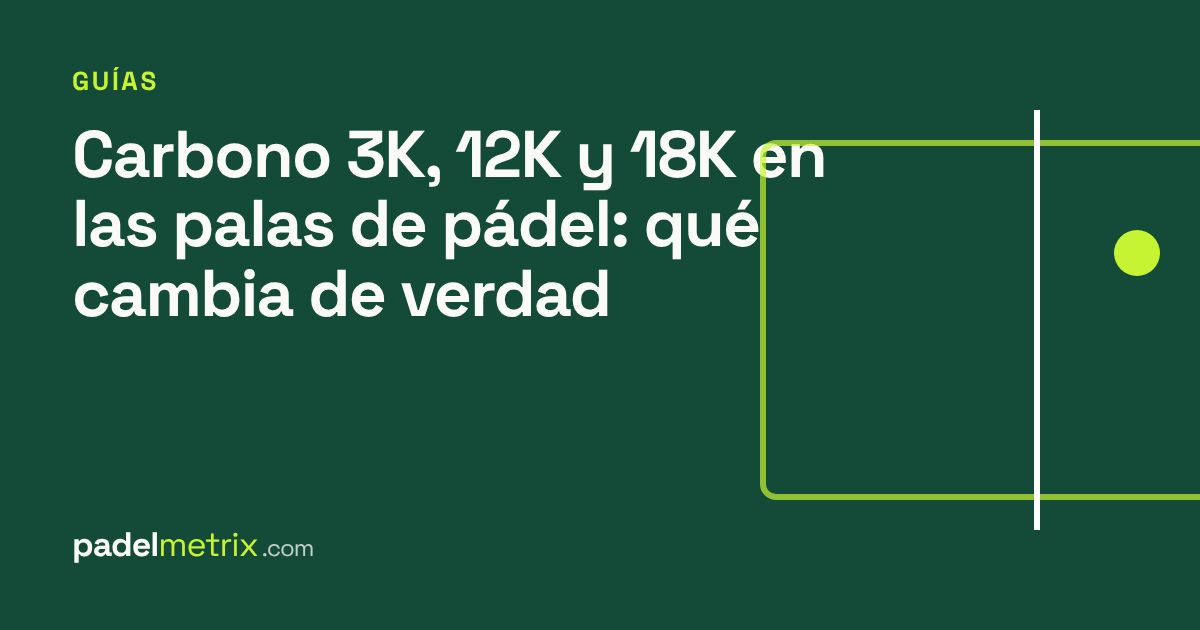 GUÍAS
Carbono 3K, 12K y 18K en
las palas de pádel: qué
cambia de verdad
padelmetrix.com